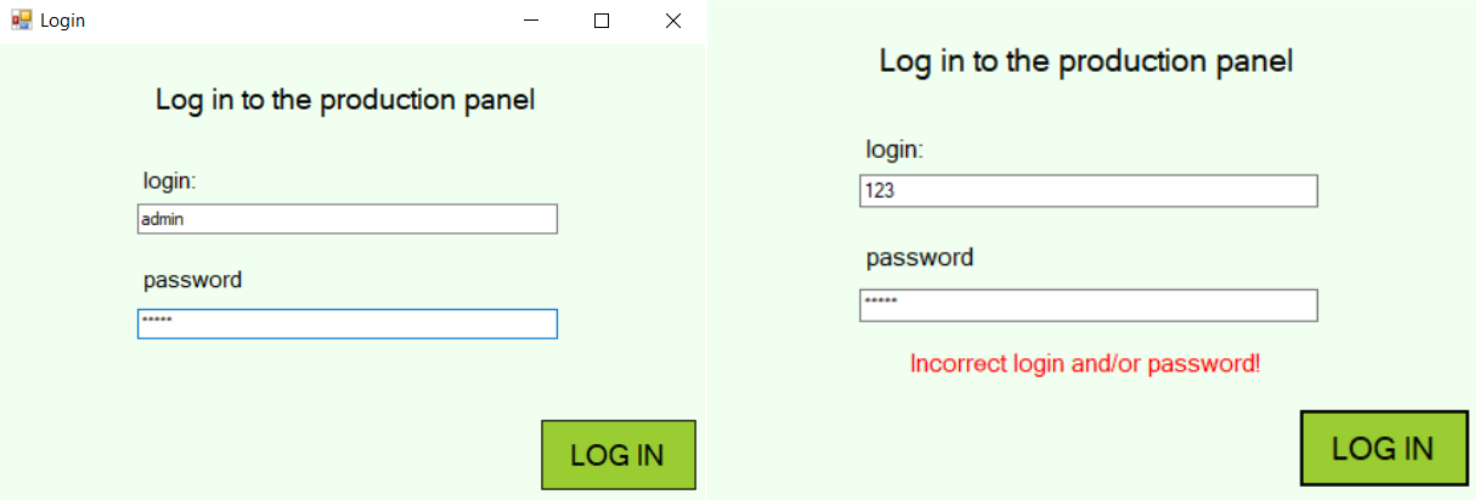 Login
Log in to the production panel
login:
admin
password
*****
LOG IN
Log in to the production panel
login:
123
password
*****
Incorrect login and/or password!
LOG IN